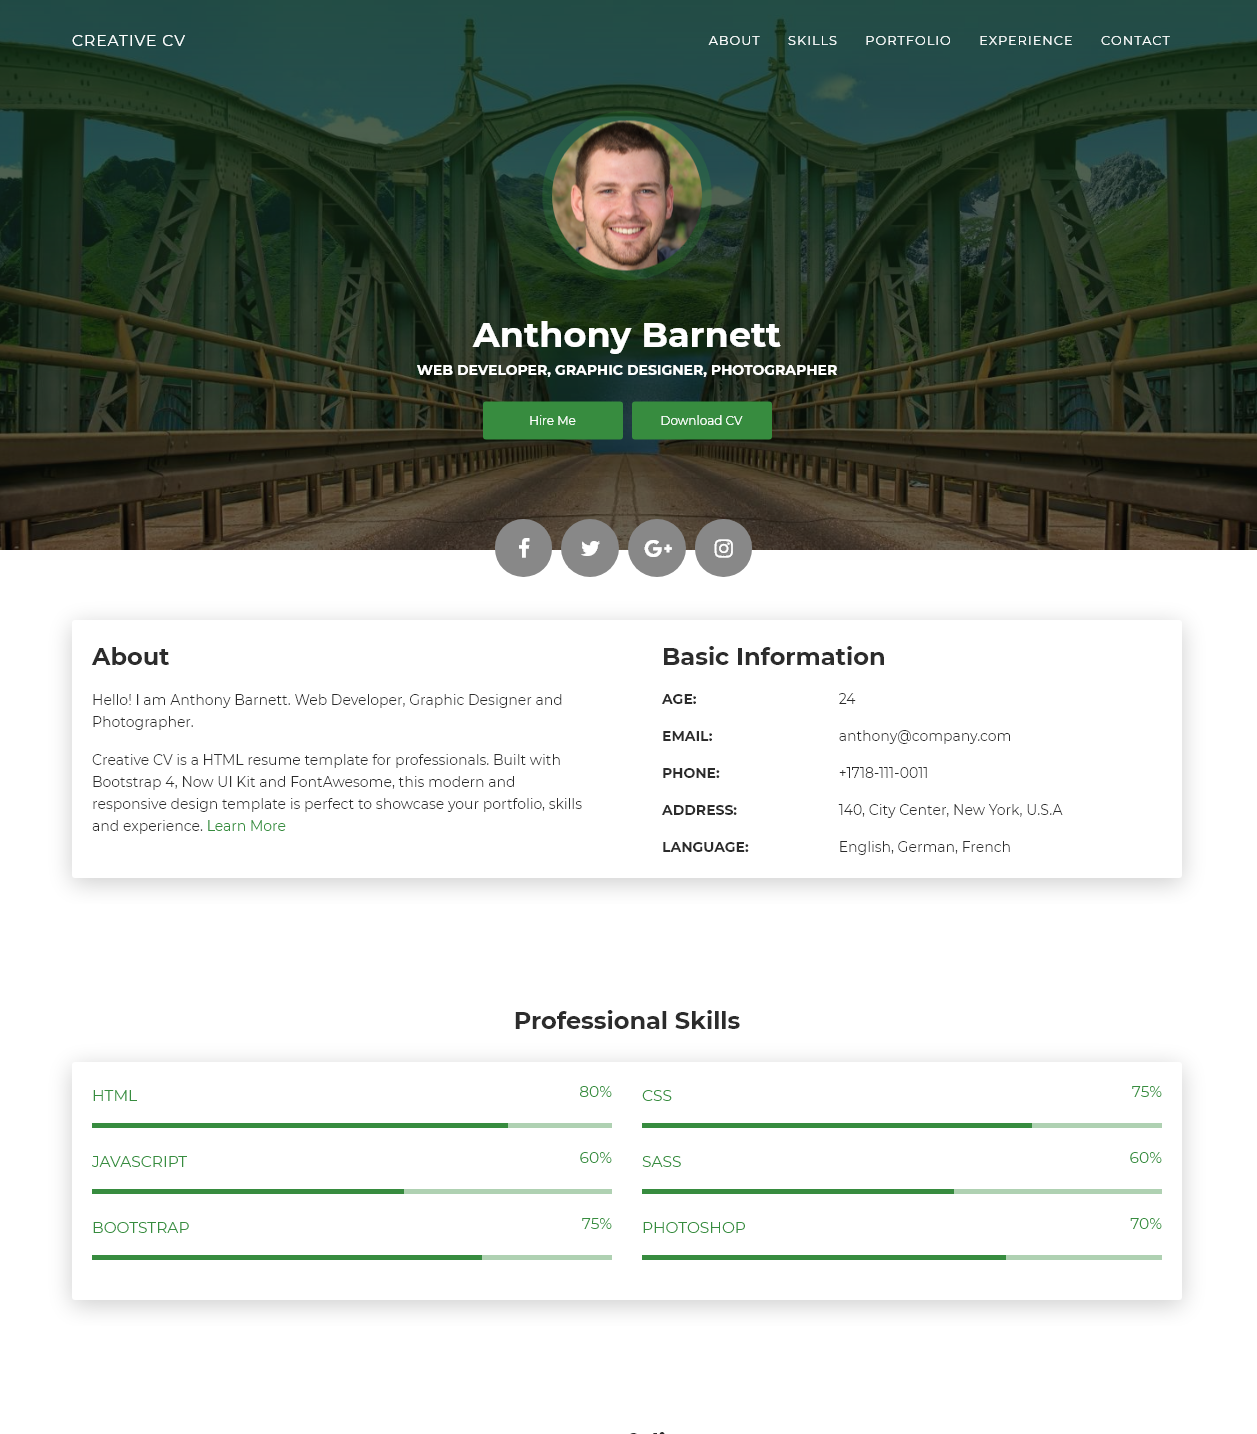 CREATIVE CV
ABOUT SKILLS PORTFOLIO EXPERIENCE CONTACT
Anthony Barnett
WEB DEVELOPER, GRAPHIC DESIGNER, PHOTOGRAPHER
Hire Me
Download CV
About
Hello! I am Anthony Barnett. Web Developer, Graphic Designer and
Photographer.
Creative CV is a HTML resume template for professionals. Built with
Bootstrap 4, Now UI Kit and FontAwesome, this modern and
responsive design template is perfect to showcase your portfolio, skills
and experience. Learn More
Basic Information
AGE: 24
EMAIL: anthony@company.com
PHONE: +1718-111-0011
ADDRESS: 140, City Center, New York, U.S.A
LANGUAGE: English, German, French
Professional Skills
HTML 80%
CSS 75%
JAVASCRIPT 60%
SASS 60%
BOOTSTRAP 75%
PHOTOSHOP 70%